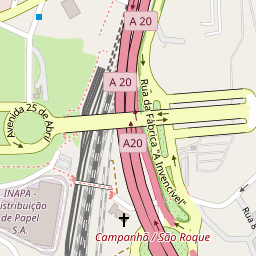 A 20
A 20
Avenida 25 de Abril
Rua da Fábrica "A Invencível"
A20
INAPA -
Distribuição
de Papel
S.A.
Rua 8
Campanhã / São Roque